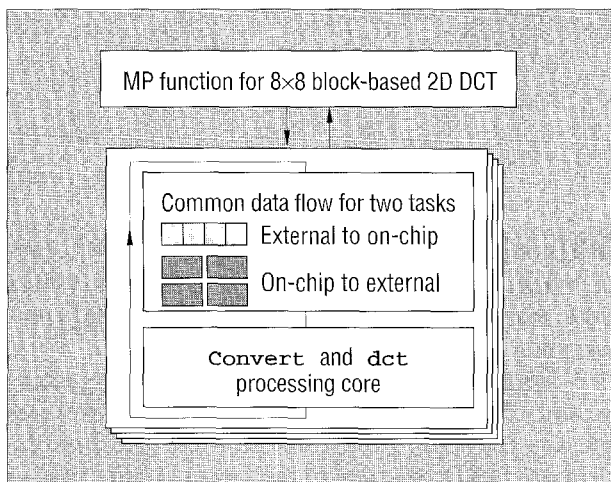 MP function for 8×8 block-based 2D DCT
Common data flow for two tasks
External to on-chip
On-chip to external
Convert and dct
processing core